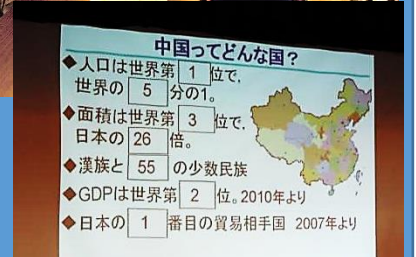 中国ってどんな国？
◆人口は世界第 1 位で,
世界の 5 分の1。
◆面積は世界第 3 位で,
日本の 26 倍。
◆漢族と 55 の少数民族
◆GDPは世界第 2 位。2010年より
◆日本の 1 番目の貿易相手国 2007年より